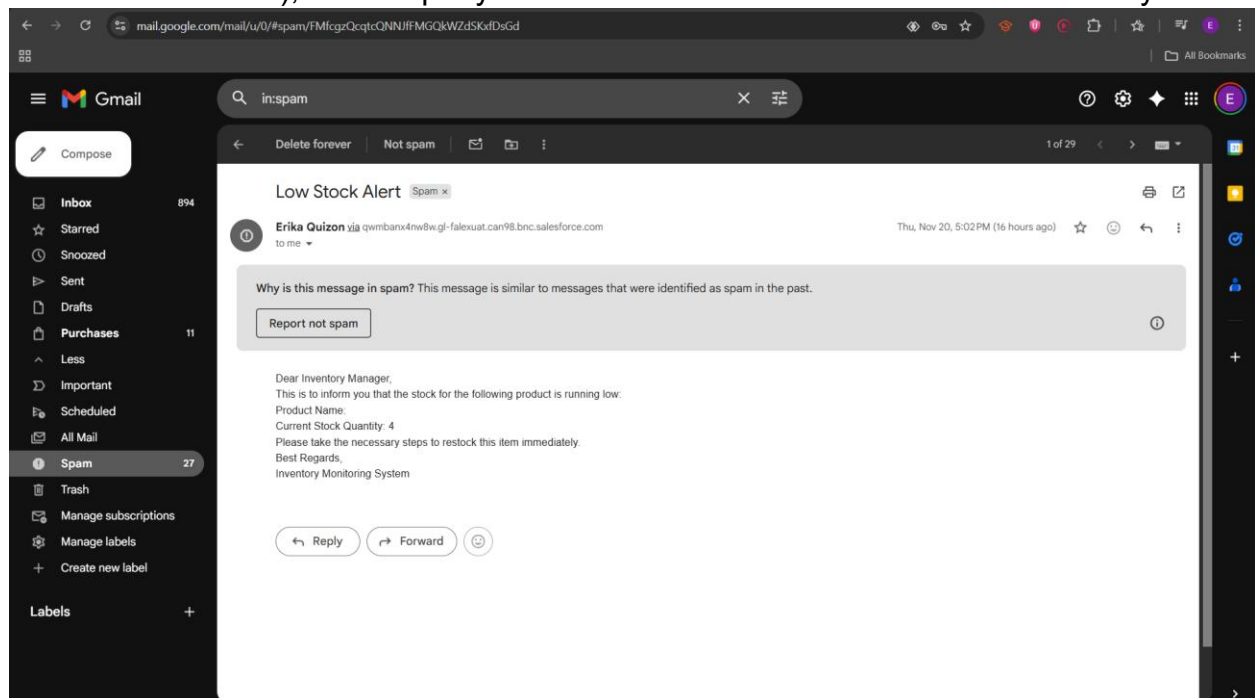 mail.google.com/mail/u/0/#spam/FMfcgzQcqtcQNNJfFMGQkWZdSKxfDsGd
E
All Bookmarks
Gmail
in:spam
E
Compose
Delete forever
Not spam
1 of 29
Inbox 894
Starred
Snoozed
Sent
Drafts
Purchases 11
Less
Important
Scheduled
All Mail
Spam 27
Trash
Manage subscriptions
Manage labels
Create new label
Labels
Low Stock Alert Spam ×
Erika Quizon via qwmbanx4nw8w.gl-falexuat.can98.bnc.salesforce.com
Thu, Nov 20, 5:02 PM (16 hours ago)
to me
Why is this message in spam? This message is similar to messages that were identified as spam in the past.
Report not spam
Dear Inventory Manager,
This is to inform you that the stock for the following product is running low:
Product Name:
Current Stock Quantity: 4
Please take the necessary steps to restock this item immediately.
Best Regards,
Inventory Monitoring System
Reply
Forward
31